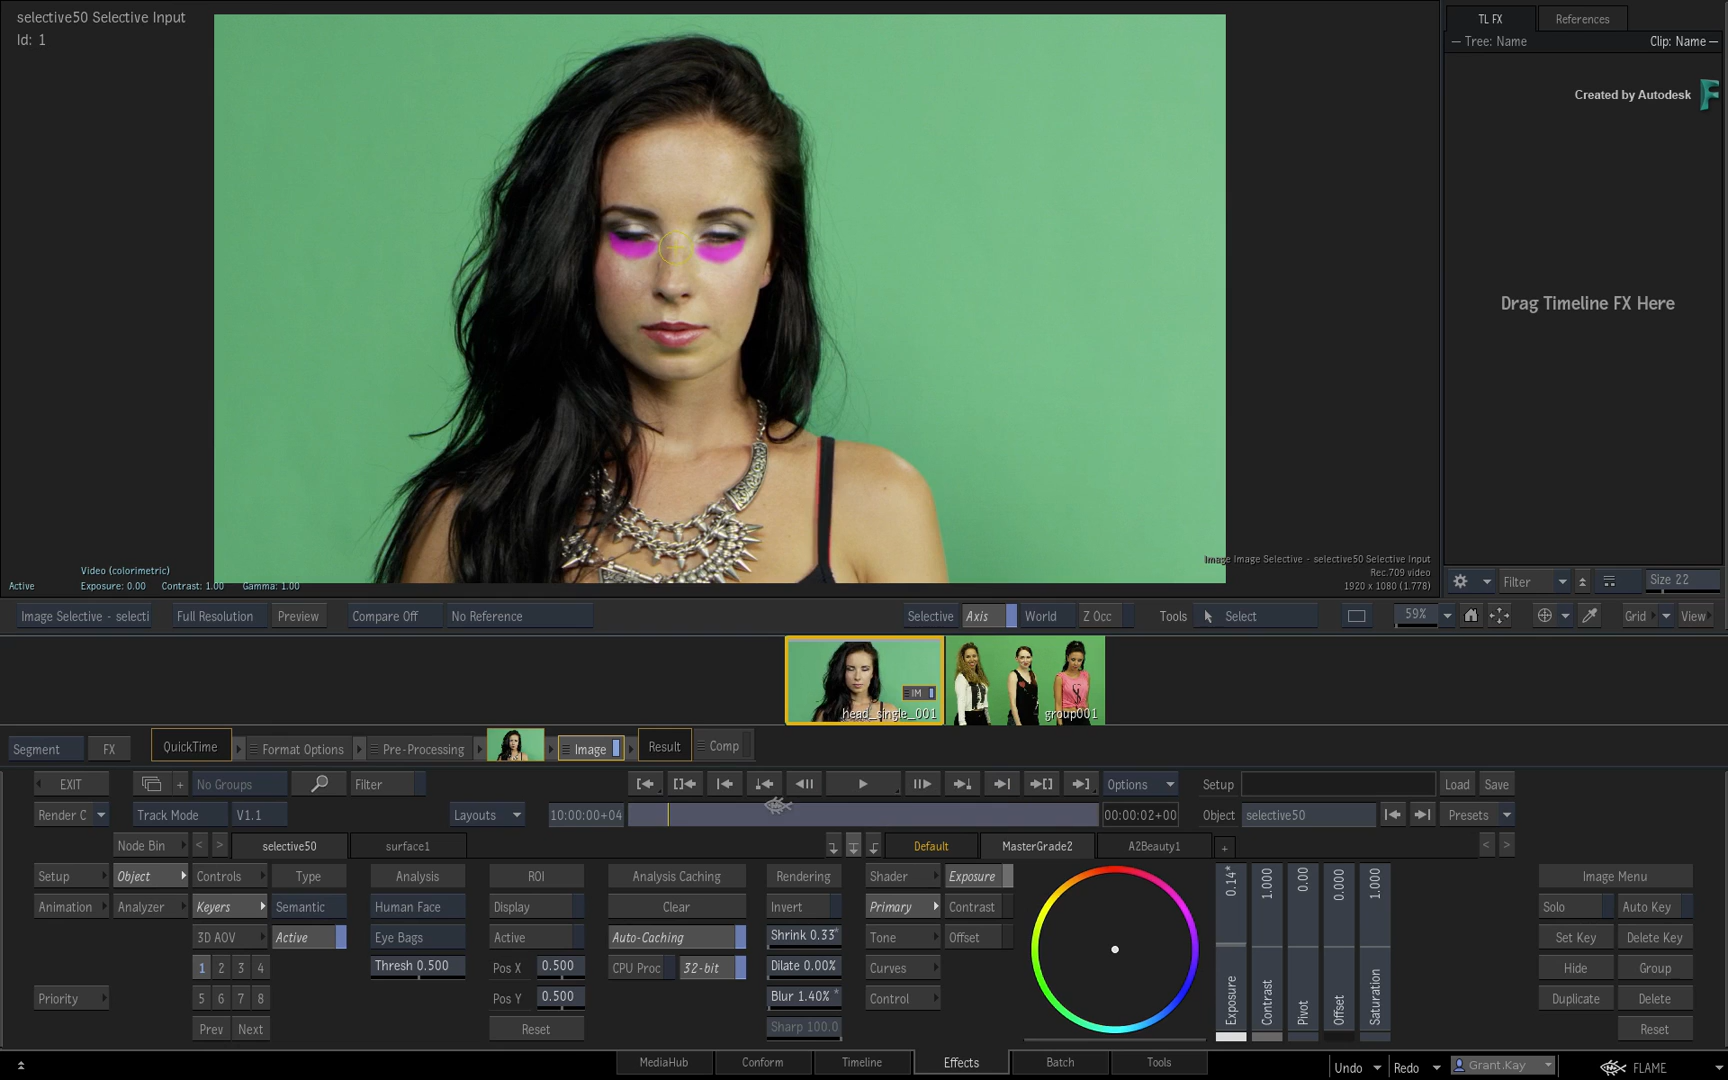 selective50 Selective Input
Id: 1
TL FX
References
Tree: Name
Clip: Name
Created by Autodesk
Drag Timeline FX Here
Video (colorimetric)
Active Exposure: 0.00 Contrast: 1.00 Gamma: 1.00
Image Image Selective - selective50 Selective Input
Rec.709 video
1920 x 1080 (1.778)
Filter
Size 22
Image Selective - selecti
Full Resolution
Preview
Compare Off
No Reference
Selective
Axis
World
Z Occ
Tools
Select
59%
Grid
View
IM
head_single_001
group001
Segment
FX
QuickTime
Format Options
Pre-Processing
Image
Result
Comp
EXIT
+
No Groups
Filter
Options
Setup
Load
Save
Render C
Track Mode
V1.1
Layouts
10:00:00+04
00:00:02+00
Object
selective50
Presets
Node Bin
<
>
selective50
surface1
Default
MasterGrade2
A2Beauty1
+
<
>
Setup
Object
Controls
Type
Analysis
ROI
Analysis Caching
Rendering
Shader
Exposure
Image Menu
Animation
Analyzer
Keyers
Semantic
Human Face
Display
Clear
Invert
Primary
Contrast
Solo
Auto Key
3D AOV
Active
Eye Bags
Active
Auto-Caching
Shrink 0.33*
Tone
Offset
Set Key
Delete Key
1 2 3 4
Thresh 0.500
Pos X
0.500
CPU Proc
32-bit
Dilate 0.00%
Curves
Hide
Group
Priority
5 6 7 8
Pos Y
0.500
Blur 1.40% *
Control
Duplicate
Delete
Prev
Next
Reset
Sharp 100.0
Reset
0.14*
Exposure
1.000
Contrast
0.00
Pivot
0.000
Offset
1.000
Saturation
MediaHub
Conform
Timeline
Effects
Batch
Tools
Undo
Redo
Grant.Kay
FLAME